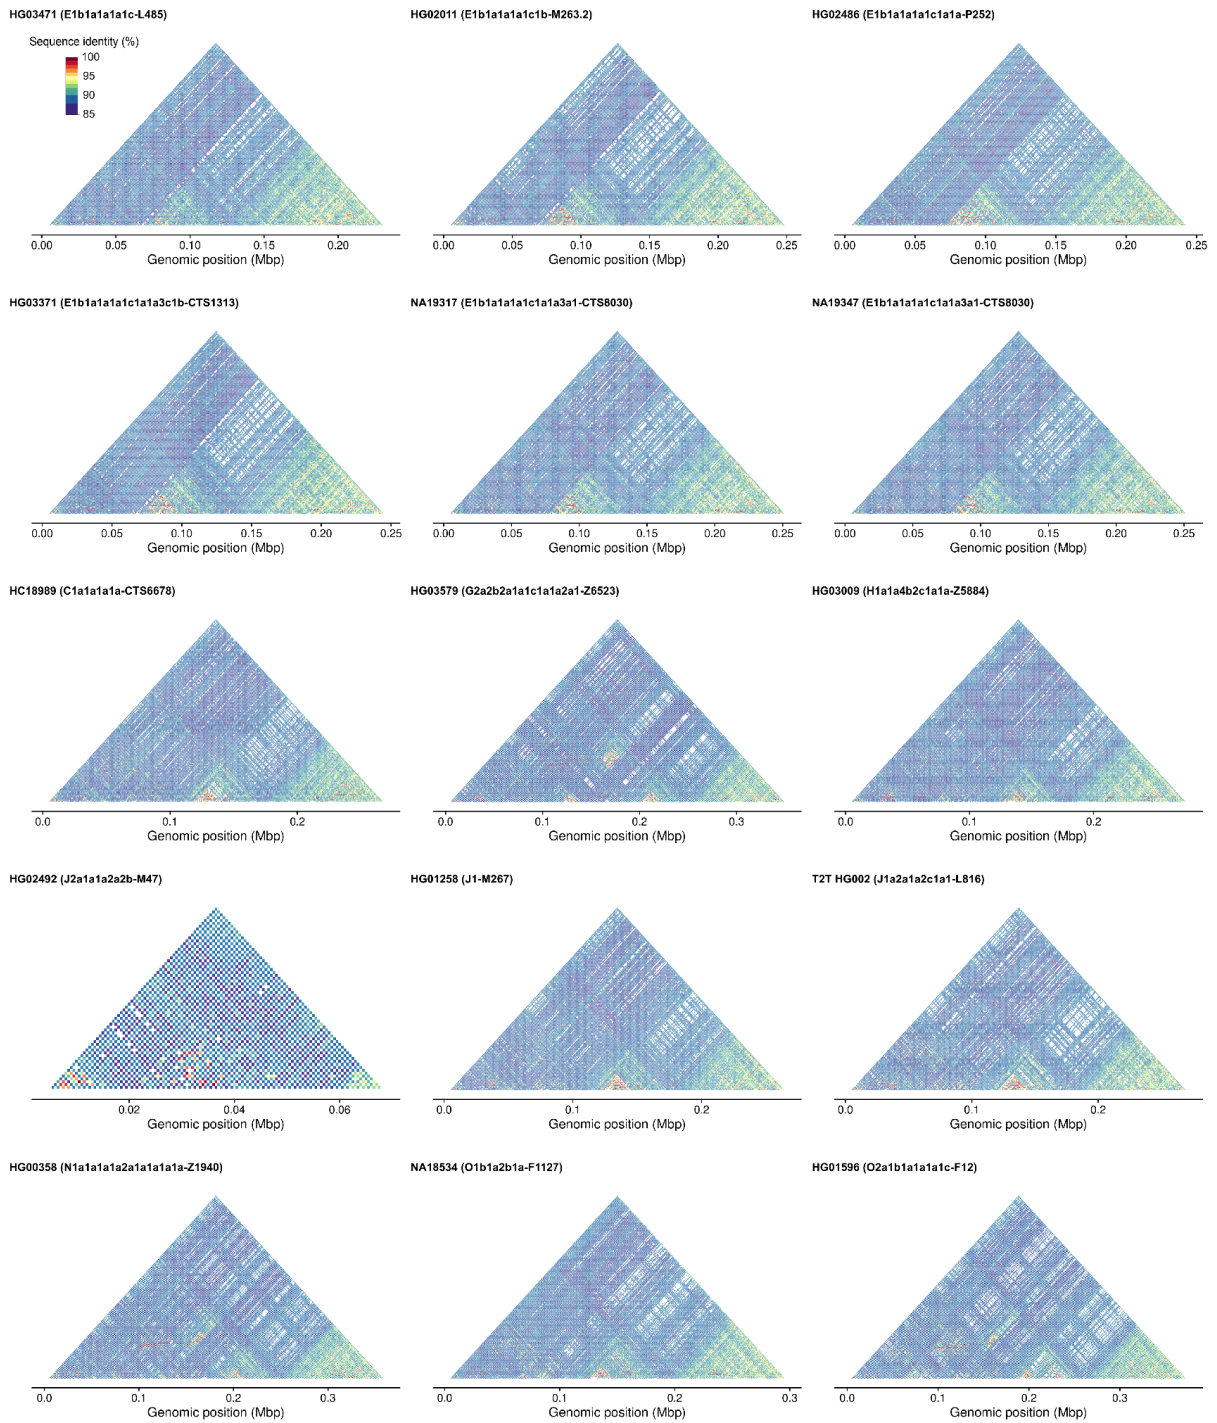 HG03471 (E1b1a1a1a1c-L485)
HG02011 (E1b1a1a1a1c1b-M263.2)
HG02486 (E1b1a1a1a1c1a1a-P252)
Sequence identity (%)
100
95
90
85
0.00 0.05 0.10 0.15 0.20
0.00 0.05 0.10 0.15 0.20 0.25
0.00 0.05 0.10 0.15 0.20 0.25
Genomic position (Mbp)
Genomic position (Mbp)
Genomic position (Mbp)
HG03371 (E1b1a1a1a1c1a1a3c1b-CTS1313)
NA19317 (E1b1a1a1a1c1a1a3a1-CTS8030)
NA19347 (E1b1a1a1a1c1a1a3a1-CTS8030)
0.00 0.05 0.10 0.15 0.20 0.25
0.00 0.05 0.10 0.15 0.20 0.25
0.00 0.05 0.10 0.15 0.20 0.25
Genomic position (Mbp)
Genomic position (Mbp)
Genomic position (Mbp)
HC18989 (C1a1a1a1a-CTS6678)
HG03579 (G2a2b2a1a1c1a1a2a1-Z6523)
HG03009 (H1a1a4b2c1a1a-Z5884)
0.0 0.1 0.2
0.0 0.1 0.2 0.3
0.0 0.1 0.2
Genomic position (Mbp)
Genomic position (Mbp)
Genomic position (Mbp)
HG02492 (J2a1a1a2a2b-M47)
HG01258 (J1-M267)
T2T HG002 (J1a2a1a2c1a1-L816)
0.02 0.04 0.06
0.0 0.1 0.2
0.0 0.1 0.2
Genomic position (Mbp)
Genomic position (Mbp)
Genomic position (Mbp)
HG00358 (N1a1a1a1a2a1a1a1a1a-Z1940)
NA18534 (O1b1a2b1a-F1127)
HG01596 (O2a1b1a1a1a1c-F12)
0.0 0.1 0.2 0.3
0.0 0.1 0.2 0.3
0.0 0.1 0.2 0.3
Genomic position (Mbp)
Genomic position (Mbp)
Genomic position (Mbp)